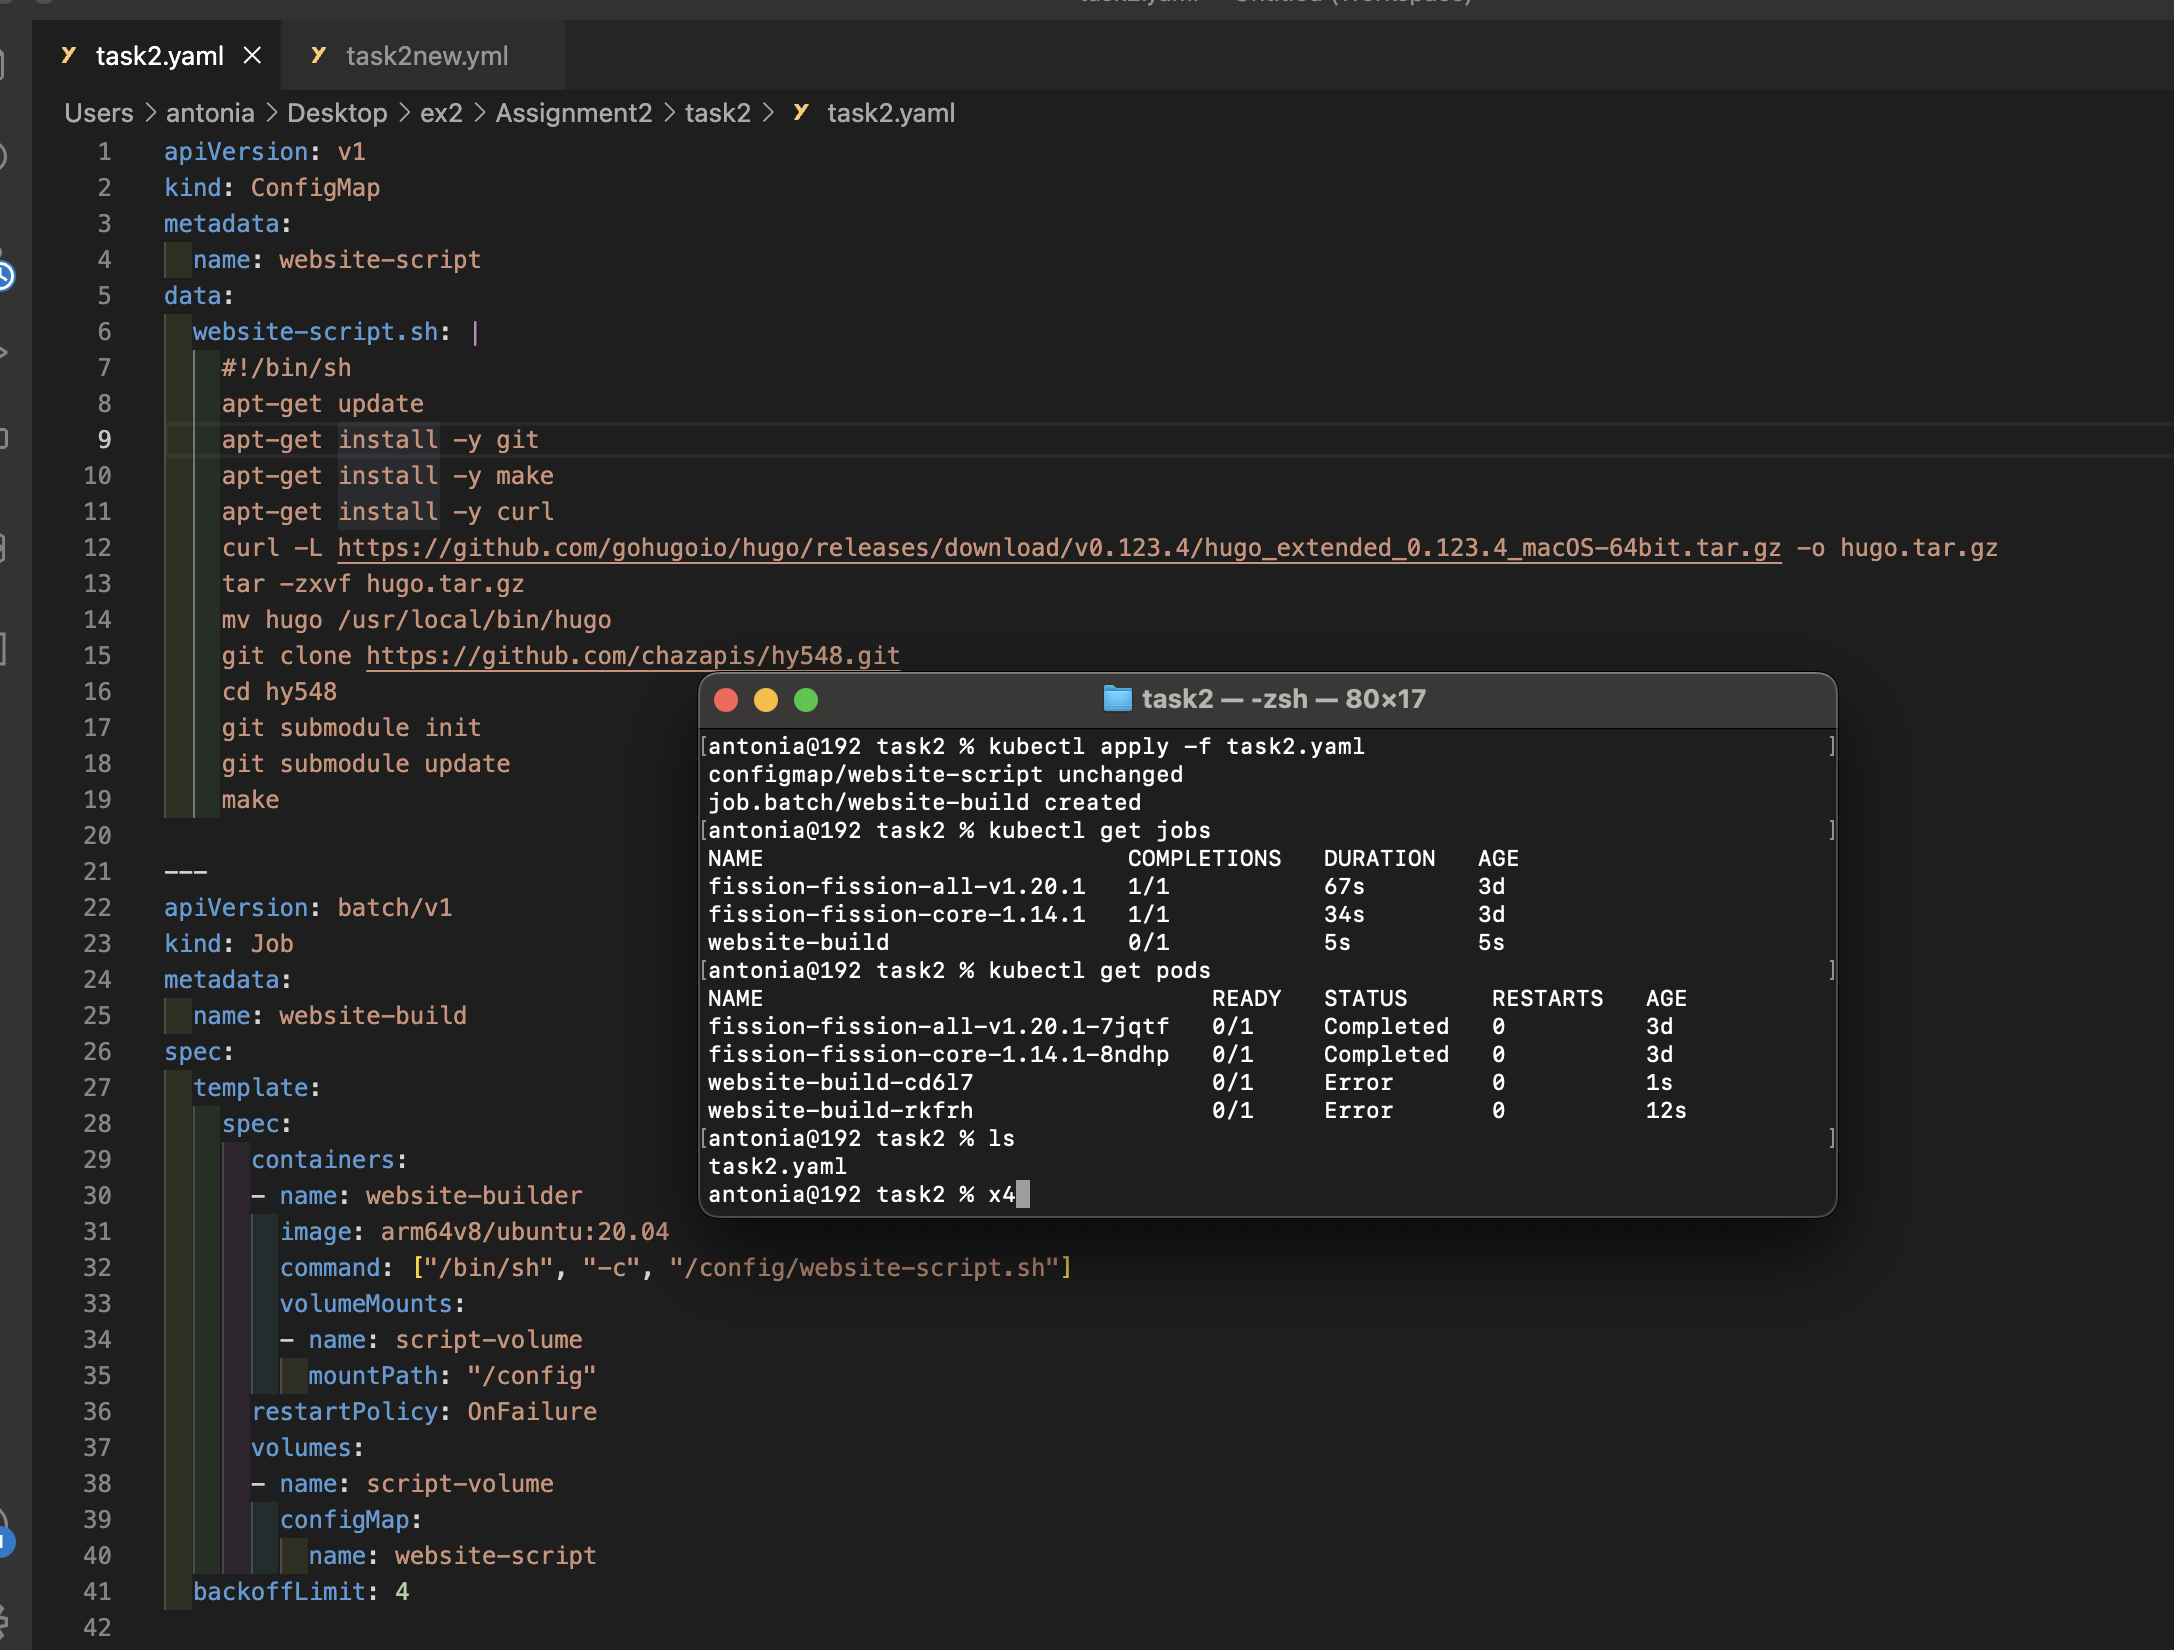 task2.yaml
task2new.yml
Users > antonia > Desktop > ex2 > Assignment2 > task2 > task2.yaml
1 apiVersion: v1
2 kind: ConfigMap
3 metadata:
4 name: website-script
5 data:
6 website-script.sh: |
7 #!/bin/sh
8 apt-get update
9 apt-get install -y git
10 apt-get install -y make
11 apt-get install -y curl
12 curl -L https://github.com/gohugoio/hugo/releases/download/v0.123.4/hugo_extended_0.123.4_macOS-64bit.tar.gz -o hugo.tar.gz
13 tar -zxvf hugo.tar.gz
14 mv hugo /usr/local/bin/hugo
15 git clone https://github.com/chazapis/hy548.git
16 cd hy548
17 git submodule init
18 git submodule update
19 make
20
21 ---
22 apiVersion: batch/v1
23 kind: Job
24 metadata:
25 name: website-build
26 spec:
27 template:
28 spec:
29 containers:
30 - name: website-builder
31 image: arm64v8/ubuntu:20.04
32 command: ["/bin/sh", "-c", "/config/website-script.sh"]
33 volumeMounts:
34 - name: script-volume
35 mountPath: "/config"
36 restartPolicy: OnFailure
37 volumes:
38 - name: script-volume
39 configMap:
40 name: website-script
41 backoffLimit: 4
42
task2 — -zsh — 80×17
[antonia@192 task2 % kubectl apply -f task2.yaml ]
configmap/website-script unchanged
job.batch/website-build created
[antonia@192 task2 % kubectl get jobs ]
NAME COMPLETIONS DURATION AGE
fission-fission-all-v1.20.1 1/1 67s 3d
fission-fission-core-1.14.1 1/1 34s 3d
website-build 0/1 5s 5s
[antonia@192 task2 % kubectl get pods ]
NAME READY STATUS RESTARTS AGE
fission-fission-all-v1.20.1-7jqtf 0/1 Completed 0 3d
fission-fission-core-1.14.1-8ndhp 0/1 Completed 0 3d
website-build-cd6l7 0/1 Error 0 1s
website-build-rkfrh 0/1 Error 0 12s
[antonia@192 task2 % ls ]
task2.yaml
antonia@192 task2 % x4